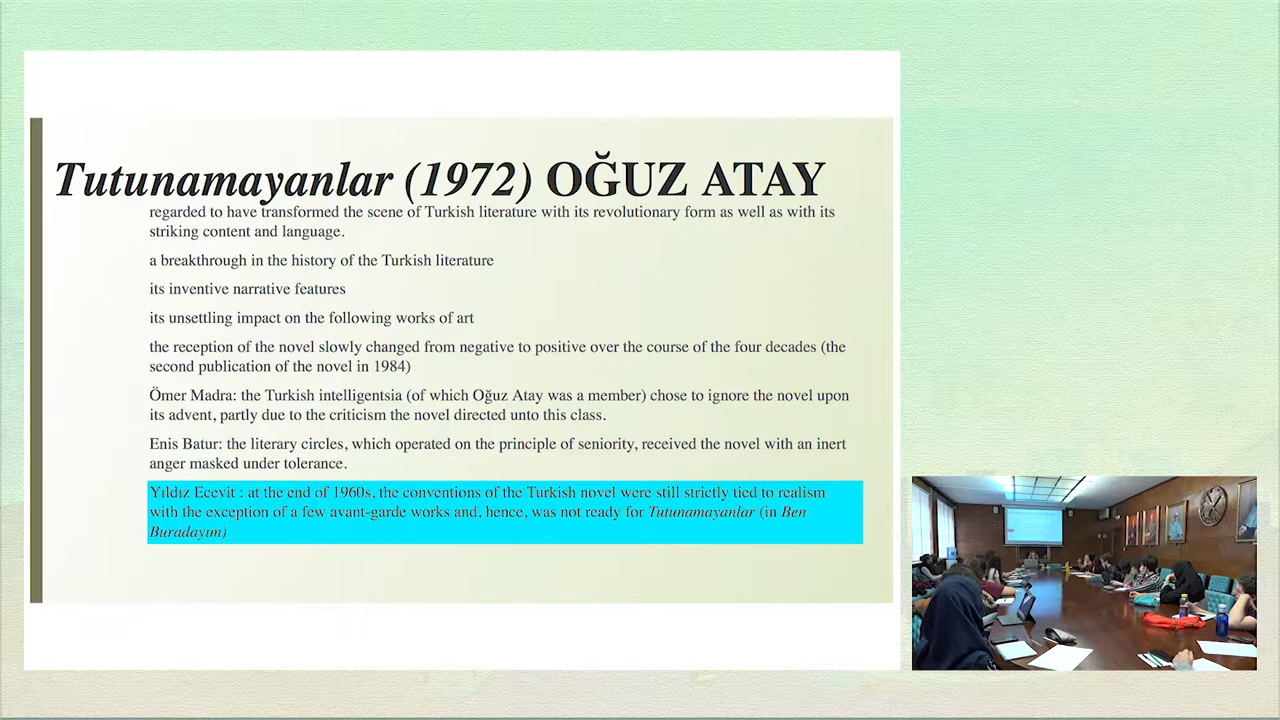 Tutunamayanlar (1972) OĞUZ ATAY
regarded to have transformed the scene of Turkish literature with its revolutionary form as well as with its
striking content and language.
a breakthrough in the history of the Turkish literature
its inventive narrative features
its unsettling impact on the following works of art
the reception of the novel slowly changed from negative to positive over the course of the four decades (the
second publication of the novel in 1984)
Ömer Madra: the Turkish intelligentsia (of which Oğuz Atay was a member) chose to ignore the novel upon
its advent, partly due to the criticism the novel directed unto this class.
Enis Batur: the literary circles, which operated on the principle of seniority, received the novel with an inert
anger masked under tolerance.
Yıldız Ecevit : at the end of 1960s, the conventions of the Turkish novel were still strictly tied to realism
with the exception of a few avant-garde works and, hence, was not ready for Tutunamayanlar (in Ben
Buradayım)